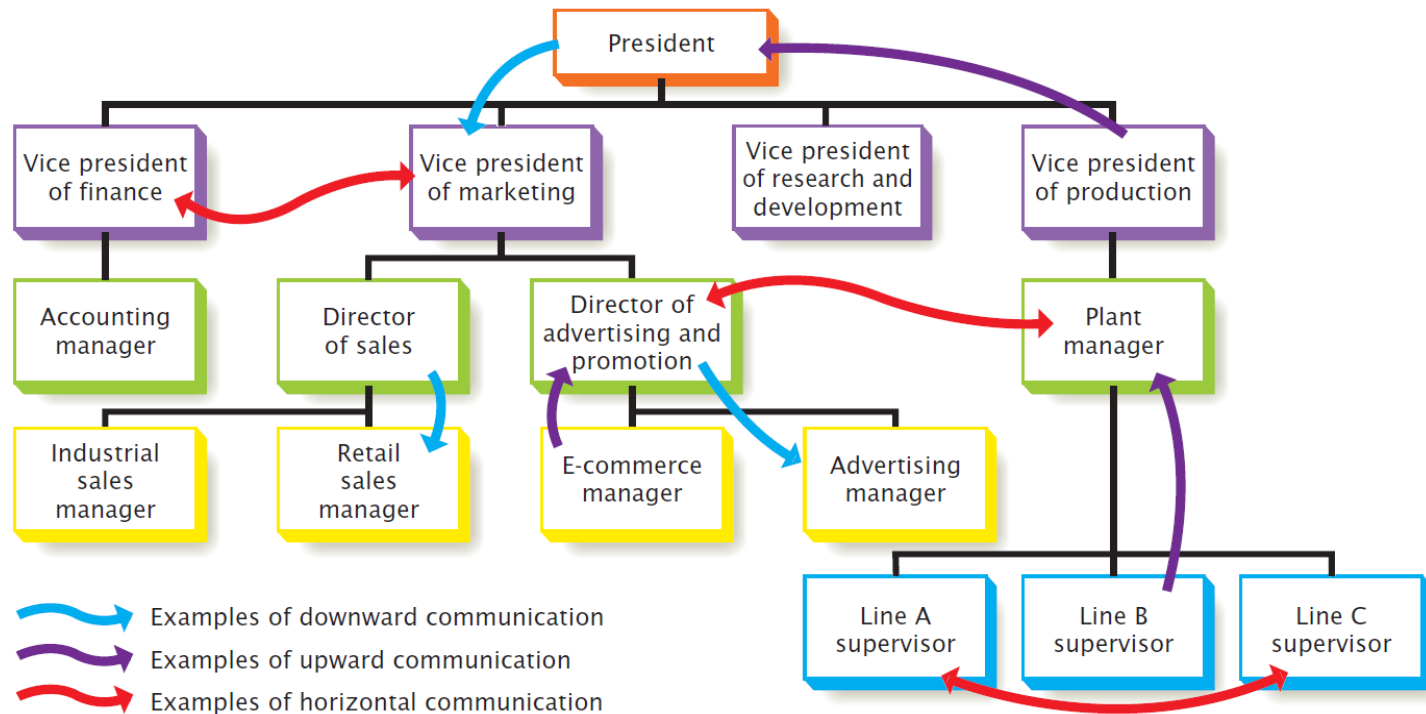 President
Vice president
of finance
Vice president
of marketing
Vice president
of research and
development
Vice president
of production
Accounting
manager
Director
of sales
Director of
advertising and
promotion
Plant
manager
Industrial
sales
manager
Retail
sales
manager
E-commerce
manager
Advertising
manager
Line A
supervisor
Line B
supervisor
Line C
supervisor
Examples of downward communication
Examples of upward communication
Examples of horizontal communication